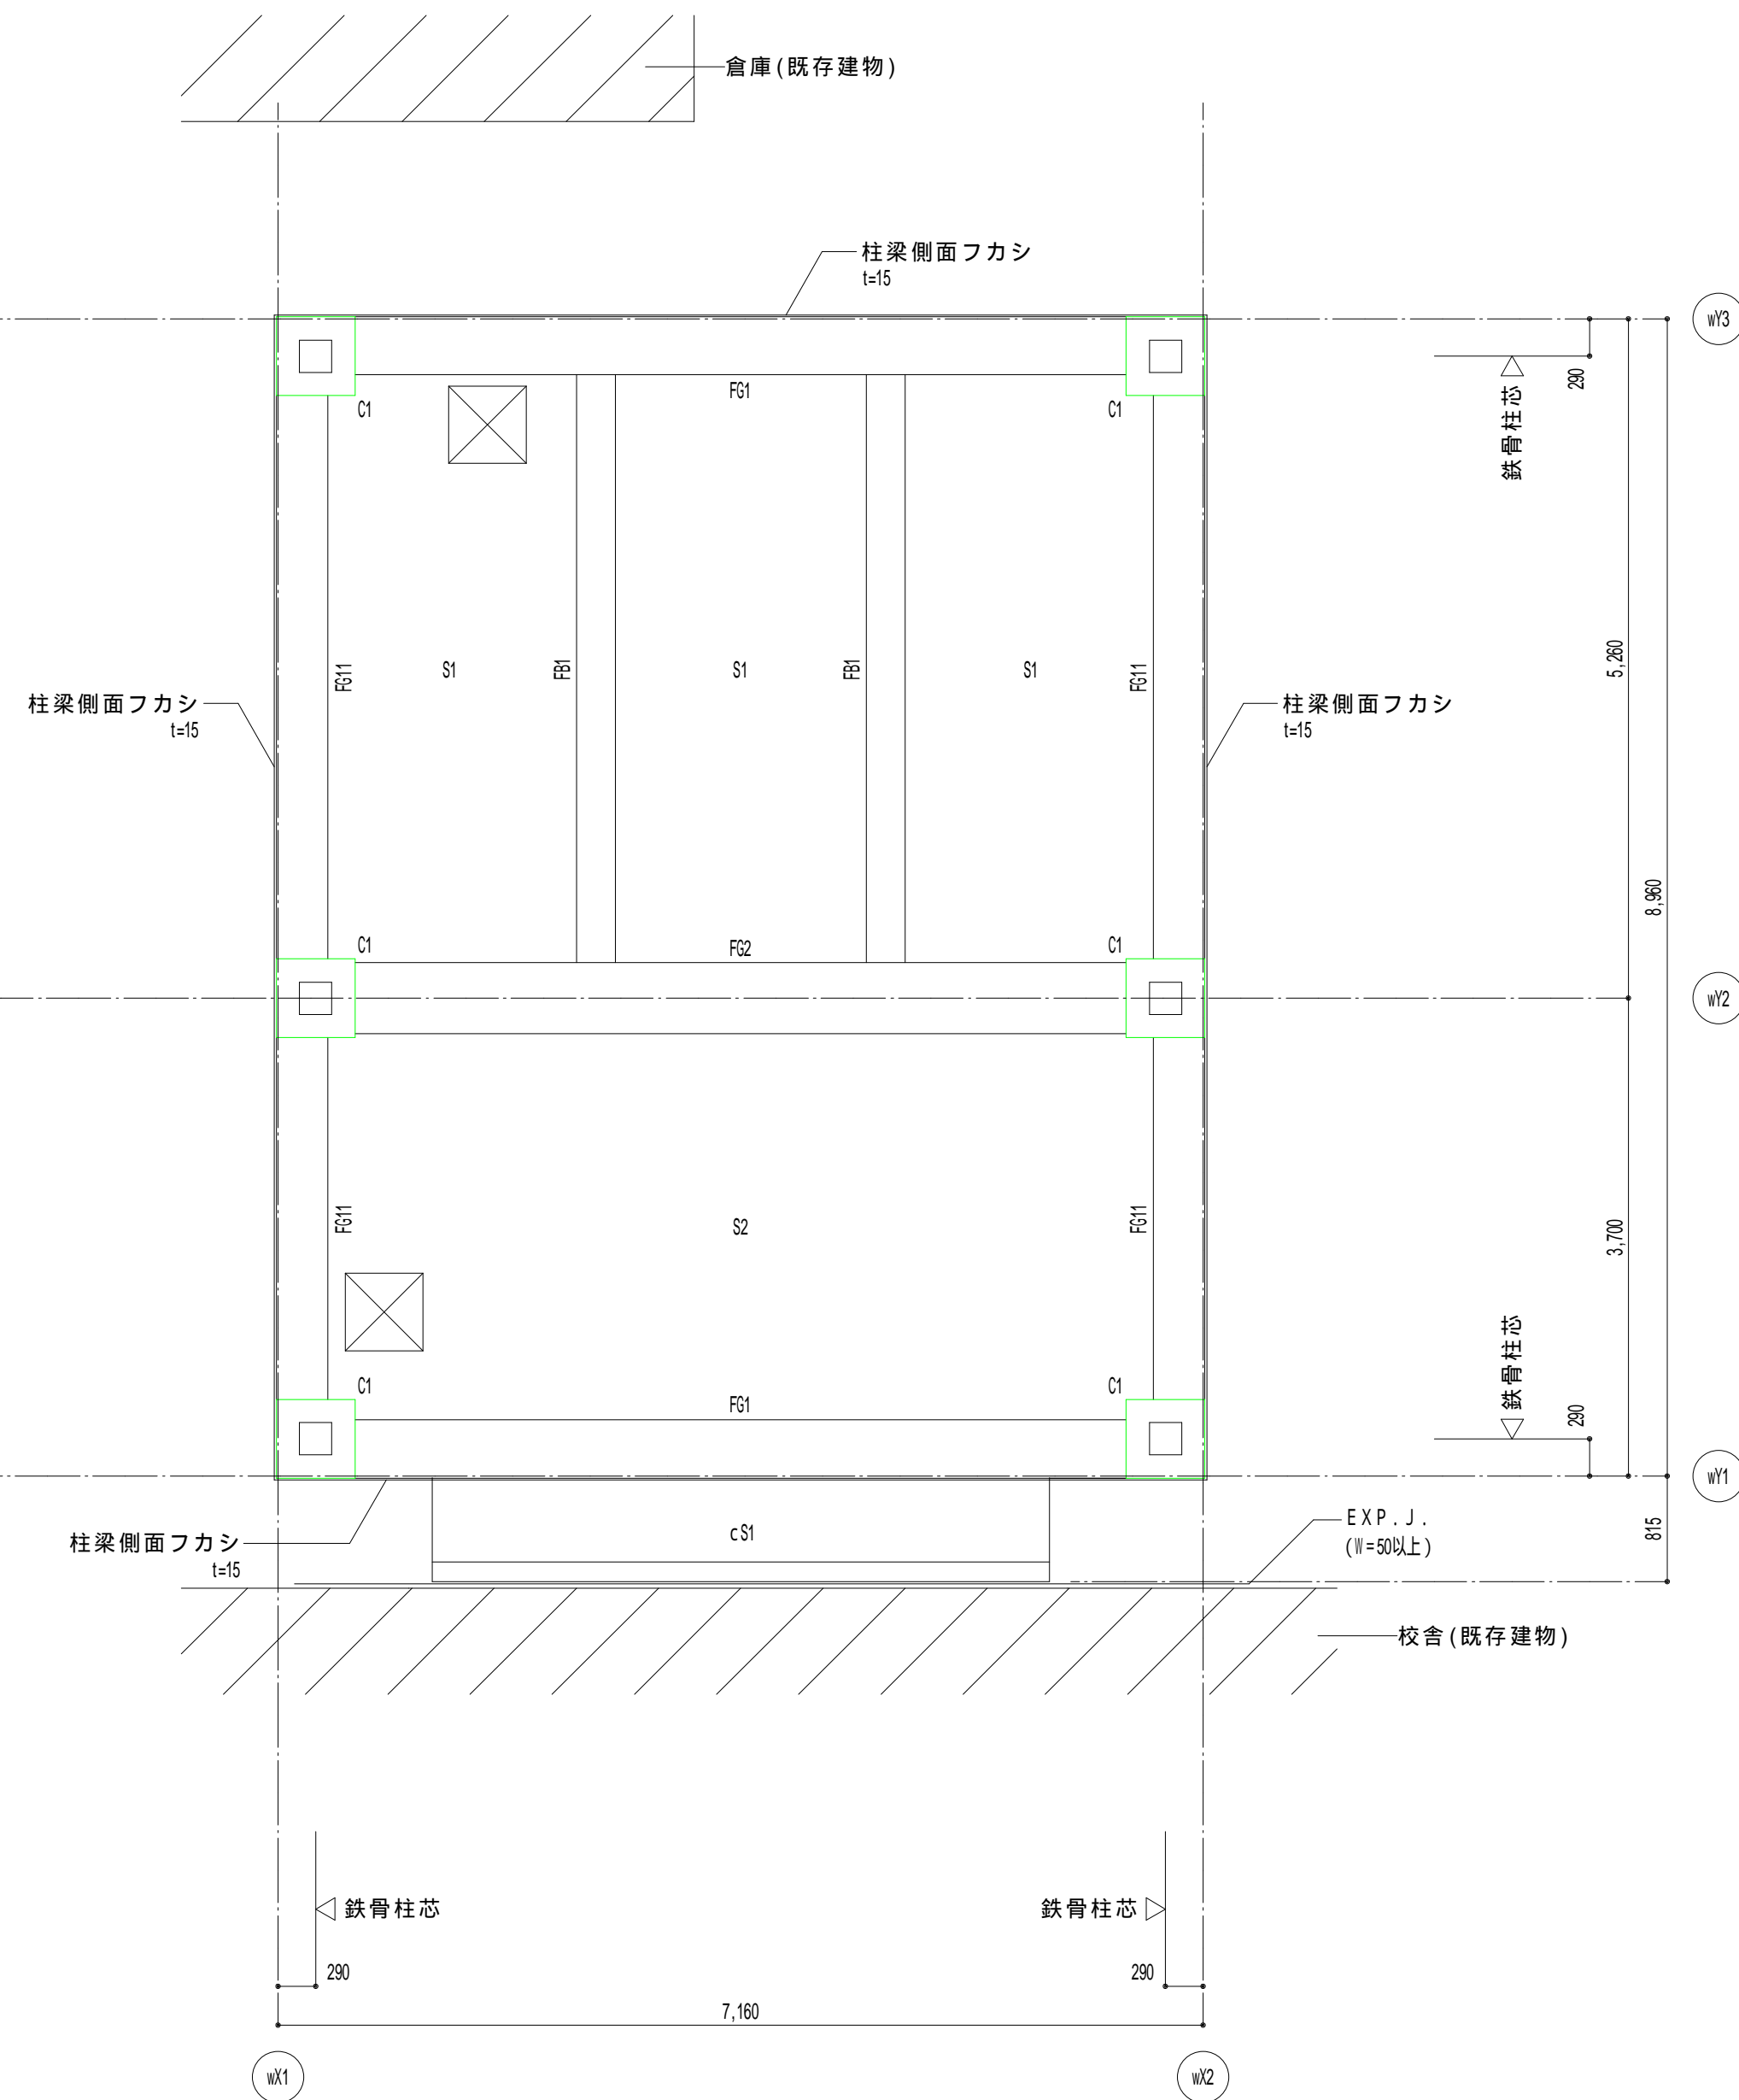 倉庫(既存建物)
柱梁側面フカシ
t=15
wY3
290
鉄骨柱芯
FG1
C1
C1
5,260
FG11
S1
FB1
S1
FB1
S1
FG11
柱梁側面フカシ
t=15
柱梁側面フカシ
t=15
8,960
C1
FG2
C1
wY2
FG11
S2
FG11
3,700
鉄骨柱芯
C1
FG1
C1
290
wY1
柱梁側面フカシ
t=15
cS1
EXP.J.
(W=50以上)
815
校舎(既存建物)
鉄骨柱芯
鉄骨柱芯
290
290
7,160
wX1
wX2